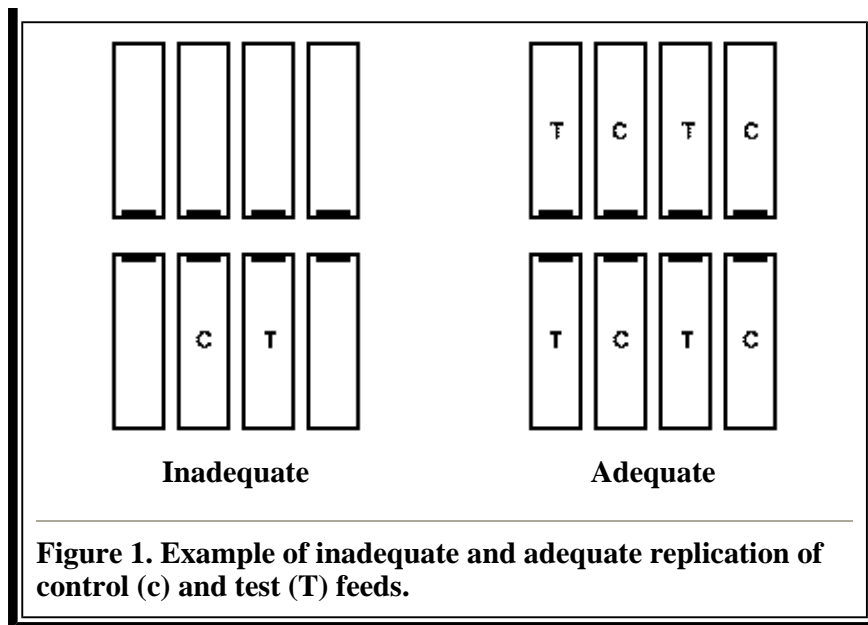 T C T C
C T
T C T C
Inadequate
Adequate
Figure 1. Example of inadequate and adequate replication of
control (c) and test (T) feeds.